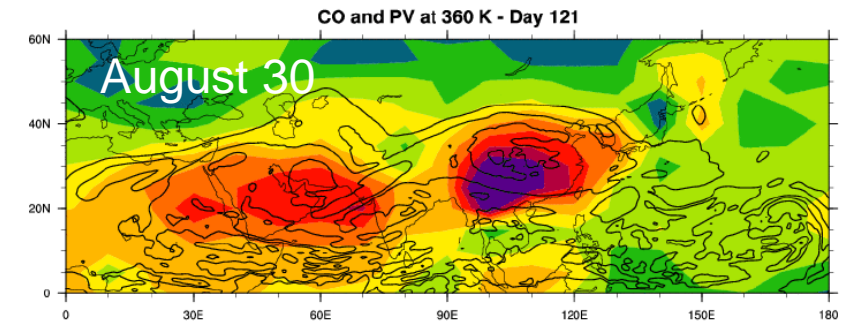 CO and PV at 360 K - Day 121
August 30
60N
40N
20N
0
0 30E 60E 90E 120E 150E 180